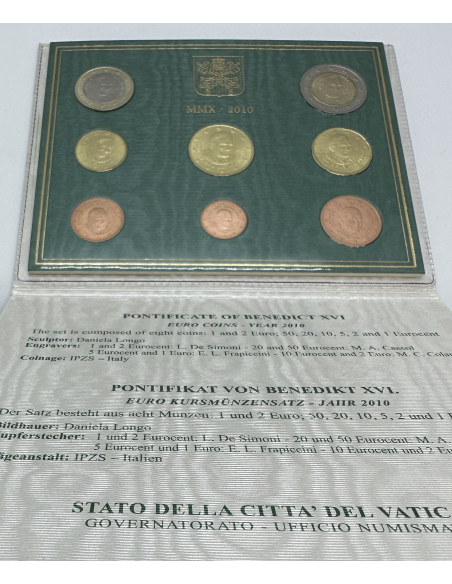 MMX - 2010
PONTIFICATE OF BENEDICT XVI
EURO COINS - YEAR 2010
The set is composed of eight coins: 1 and 2 Euro; 50, 20, 10, 5, 2 and 1 Eurocent
Sculptor: Daniela Longo
Engravers: 1 and 2 Eurocent: L. De Simoni - 20 and 50 Eurocent: M. A. Cassol
5 Eurocent and 1 Euro: E. L. Frapiccini - 10 Eurocent and 2 Euro: M. C. Colan
Coinage: IPZS – Italy
PONTIFIKAT VON BENEDIKT XVI.
EURO KURSMÜNZENSATZ - JAHR 2010
Der Satz besteht aus acht Münzen: 1 und 2 Euro; 50, 20, 10, 5, 2 und 1 E
Bildhauer: Daniela Longo
upferstecher: 1 und 2 Eurocent: L. De Simoni - 20 und 50 Eurocent: M. A.
5 Eurocent und 1 Euro: E. L. Frapiccini - 10 Eurocent und 2 Eur
ägeanstalt: IPZS – Italien
STATO DELLA CITTA' DEL VATIC
GOVERNATORATO - UFFICIO NUMISMA